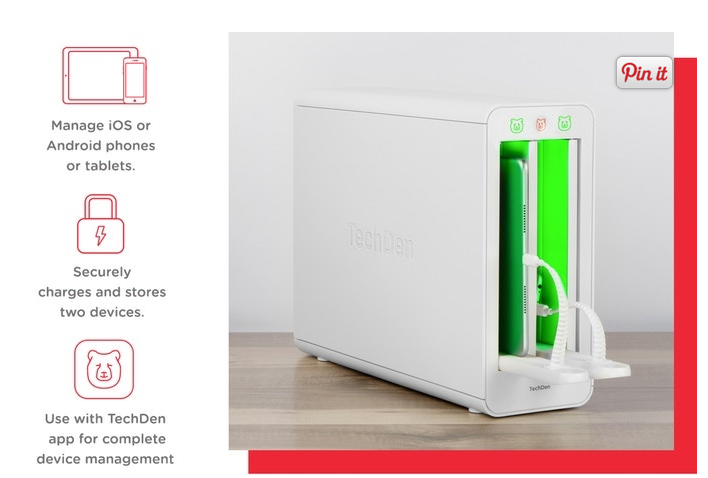 Manage iOS or
Android phones
or tablets.
Securely
charges and stores
two devices.
Use with TechDen
app for complete
device management
Pin it
TechDen
TechDen